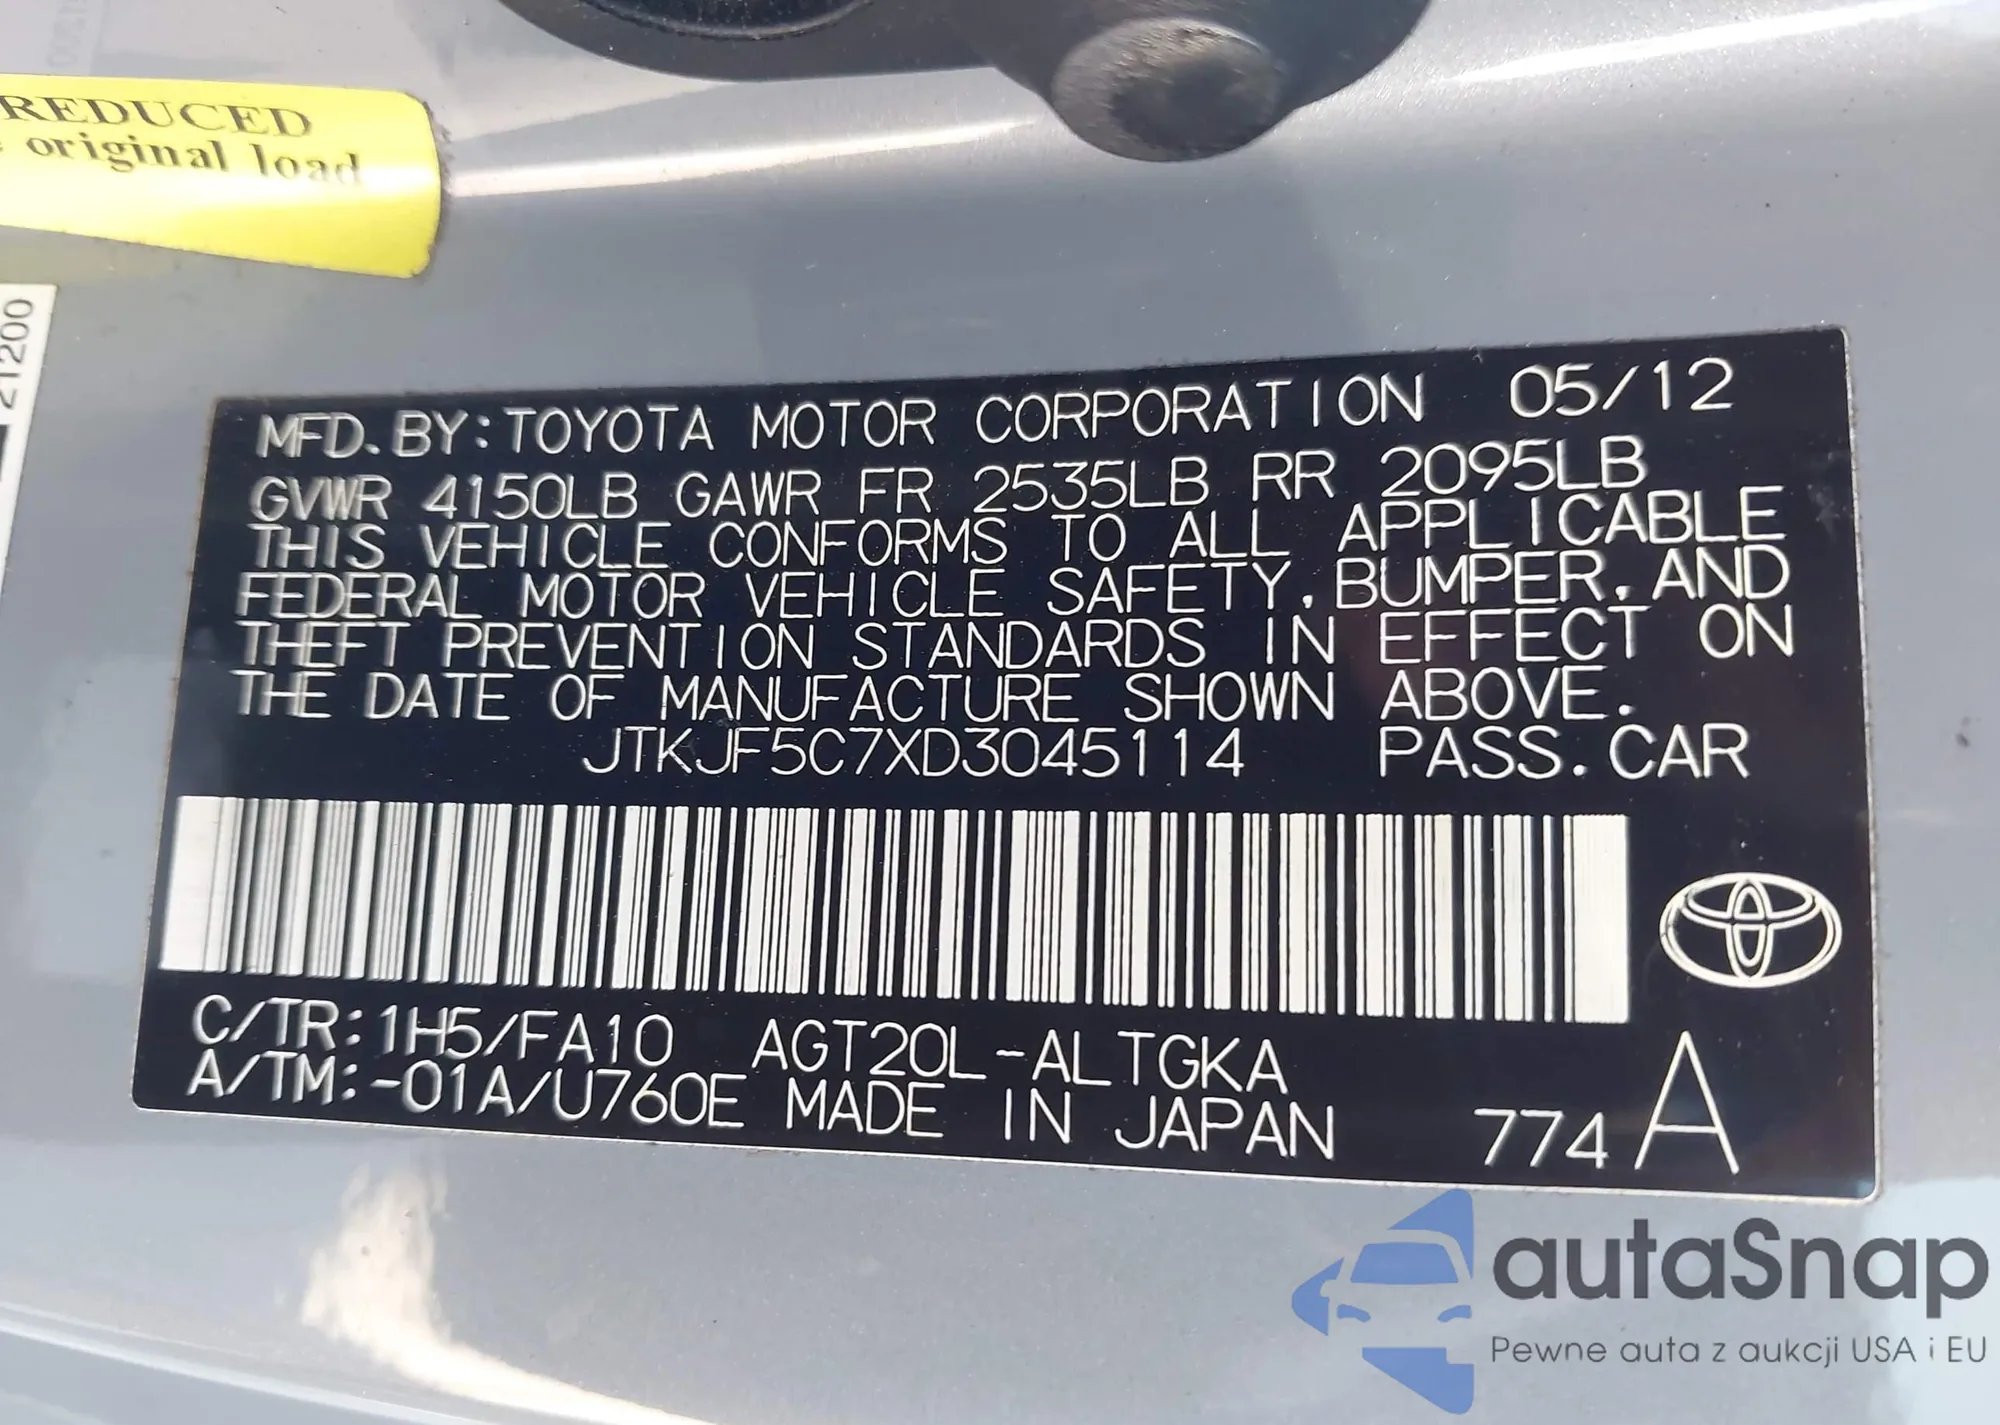 REDUCED
original load
21200
MFD. BY: TOYOTA MOTOR CORPORATION 05/12
GVWR 4150LB GAWR FR 2535LB RR 2095LB
THIS VEHICLE CONFORMS TO ALL APPLICABLE
FEDERAL MOTOR VEHICLE SAFETY, BUMPER, AND
THEFT PREVENTION STANDARDS IN EFFECT ON
THE DATE OF MANUFACTURE SHOWN ABOVE.
JTKJF5C7XD3045114 PASS. CAR
C/TR: 1H5/FA10 AGT20L-ALTGKA
A/TM: -01A/U760E MADE IN JAPAN 774 A
autaSnap
Pewne auta z aukcji USA i EU